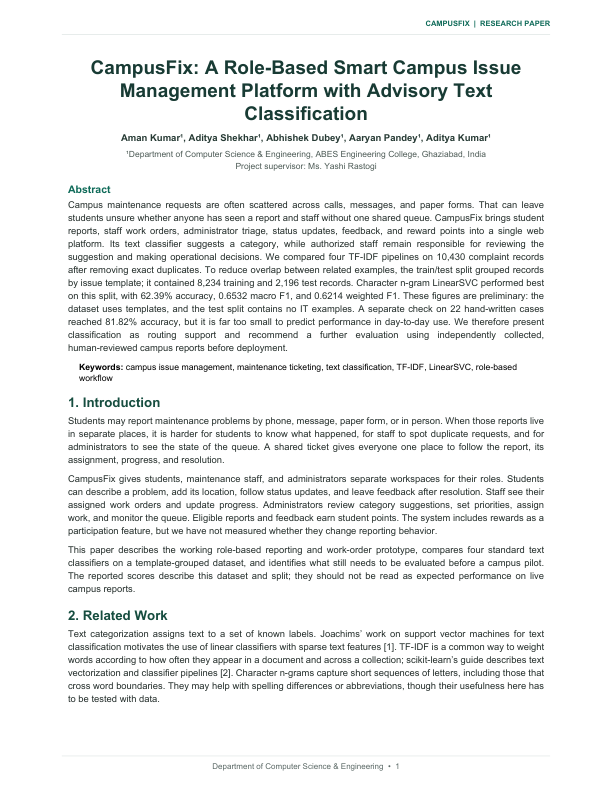 CAMPUSFIX | RESEARCH PAPER
CampusFix: A Role-Based Smart Campus Issue
Management Platform with Advisory Text
Classification
Aman Kumar¹, Aditya Shekhar¹, Abhishek Dubey¹, Aaryan Pandey¹, Aditya Kumar¹
¹Department of Computer Science & Engineering, ABES Engineering College, Ghaziabad, India
Project supervisor: Ms. Yashi Rastogi
Abstract
Campus maintenance requests are often scattered across calls, messages, and paper forms. That can leave
students unsure whether anyone has seen a report and staff without one shared queue. CampusFix brings student
reports, staff work orders, administrator triage, status updates, feedback, and reward points into a single web
platform. Its text classifier suggests a category, while authorized staff remain responsible for reviewing the
suggestion and making operational decisions. We compared four TF-IDF pipelines on 10,430 complaint records
after removing exact duplicates. To reduce overlap between related examples, the train/test split grouped records
by issue template; it contained 8,234 training and 2,196 test records. Character n-gram LinearSVC performed best
on this split, with 62.39% accuracy, 0.6532 macro F1, and 0.6214 weighted F1. These figures are preliminary: the
dataset uses templates, and the test split contains no IT examples. A separate check on 22 hand-written cases
reached 81.82% accuracy, but it is far too small to predict performance in day-to-day use. We therefore present
classification as routing support and recommend a further evaluation using independently collected,
human-reviewed campus reports before deployment.
Keywords: campus issue management, maintenance ticketing, text classification, TF-IDF, LinearSVC, role-based
workflow
1. Introduction
Students may report maintenance problems by phone, message, paper form, or in person. When those reports live
in separate places, it is harder for students to know what happened, for staff to spot duplicate requests, and for
administrators to see the state of the queue. A shared ticket gives everyone one place to follow the report, its
assignment, progress, and resolution.
CampusFix gives students, maintenance staff, and administrators separate workspaces for their roles. Students
can describe a problem, add its location, follow status updates, and leave feedback after resolution. Staff see their
assigned work orders and update progress. Administrators review category suggestions, set priorities, assign
work, and monitor the queue. Eligible reports and feedback earn student points. The system includes rewards as a
participation feature, but we have not measured whether they change reporting behavior.
This paper describes the working role-based reporting and work-order prototype, compares four standard text
classifiers on a template-grouped dataset, and identifies what still needs to be evaluated before a campus pilot.
The reported scores describe this dataset and split; they should not be read as expected performance on live
campus reports.
2. Related Work
Text categorization assigns text to a set of known labels. Joachims' work on support vector machines for text
classification motivates the use of linear classifiers with sparse text features [1]. TF-IDF is a common way to weight
words according to how often they appear in a document and across a collection; scikit-learn's guide describes text
vectorization and classifier pipelines [2]. Character n-grams capture short sequences of letters, including those that
cross word boundaries. They may help with spelling differences or abbreviations, though their usefulness here has
to be tested with data.
Department of Computer Science & Engineering • 1